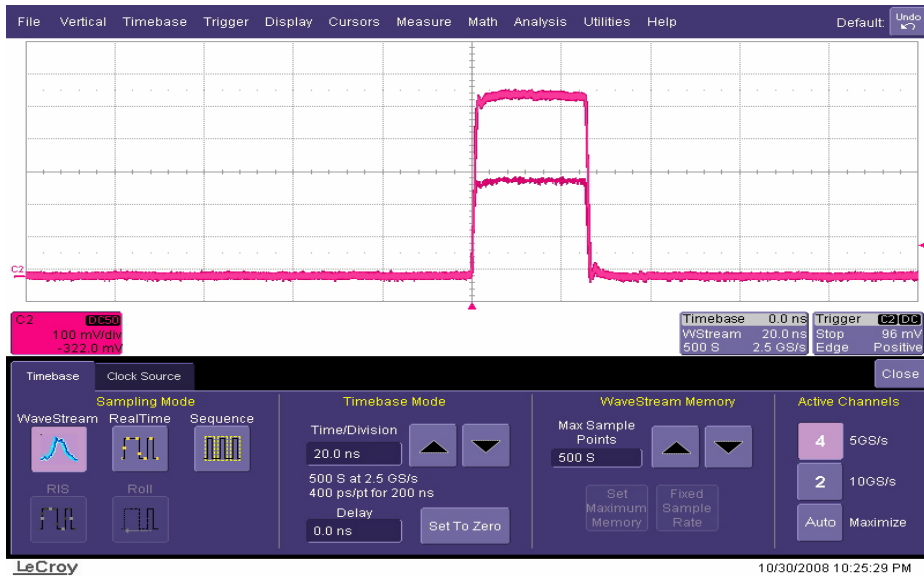 File Vertical Timebase Trigger Display Cursors Measure Math Analysis Utilities Help Default: Undo
C2
C2 DC50
100 mV/div
-322.0 mV
Timebase 0.0 ns
WStream 20.0 ns
500 S 2.5 GS/s
Trigger C2 DC
Stop 96 mV
Edge Positive
Timebase Clock Source Close
Sampling Mode
WaveStream RealTime Sequence
RIS Roll
Timebase Mode
Time/Division
20.0 ns
500 S at 2.5 GS/s
400 ps/pt for 200 ns
Delay
0.0 ns Set To Zero
WaveStream Memory
Max Sample
Points
500 S
Set
Maximum
Memory
Fixed
Sample
Rate
Active Channels
4 5GS/s
2 10GS/s
Auto Maximize
LeCroy
10/30/2008 10:25:29 PM